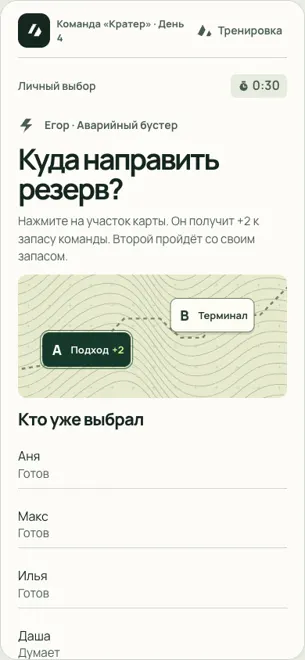 Команда «Кратер» · День
4
Тренировка
Личный выбор
0:30
Егор · Аварийный бустер
Куда направить
резерв?
Нажмите на участок карты. Он получит +2 к
запасу команды. Второй пройдёт со своим
запасом.
B Терминал
A Подход +2
Кто уже выбрал
Аня
Готов
Макс
Готов
Илья
Готов
Даша
Думает